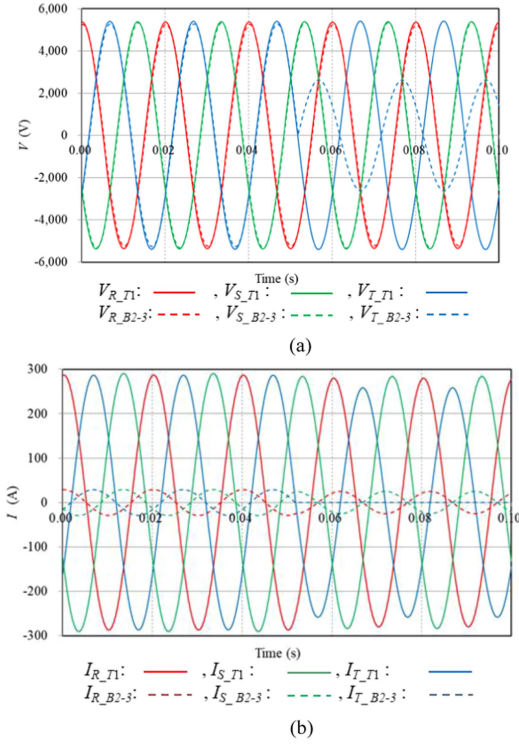 6,000
4,000
2,000
0
-2,000
-4,000
-6,000
V (V)
0.00 0.02 0.04 0.06 0.08 0.10
Time (s)
V_R_T1: , V_S_T1 : , V_T_T1 :
V_R_B2-3: , V_S_B2-3 : , V_T_B2-3 :
(a)
300
200
100
0
-100
-200
-300
I (A)
0.00 0.02 0.04 0.06 0.08 0.10
Time (s)
I_R_T1: , I_S_T1 : , I_T_T1 :
I_R_B2-3: , I_S_ B2-3 : , I_T_B2-3 :
(b)